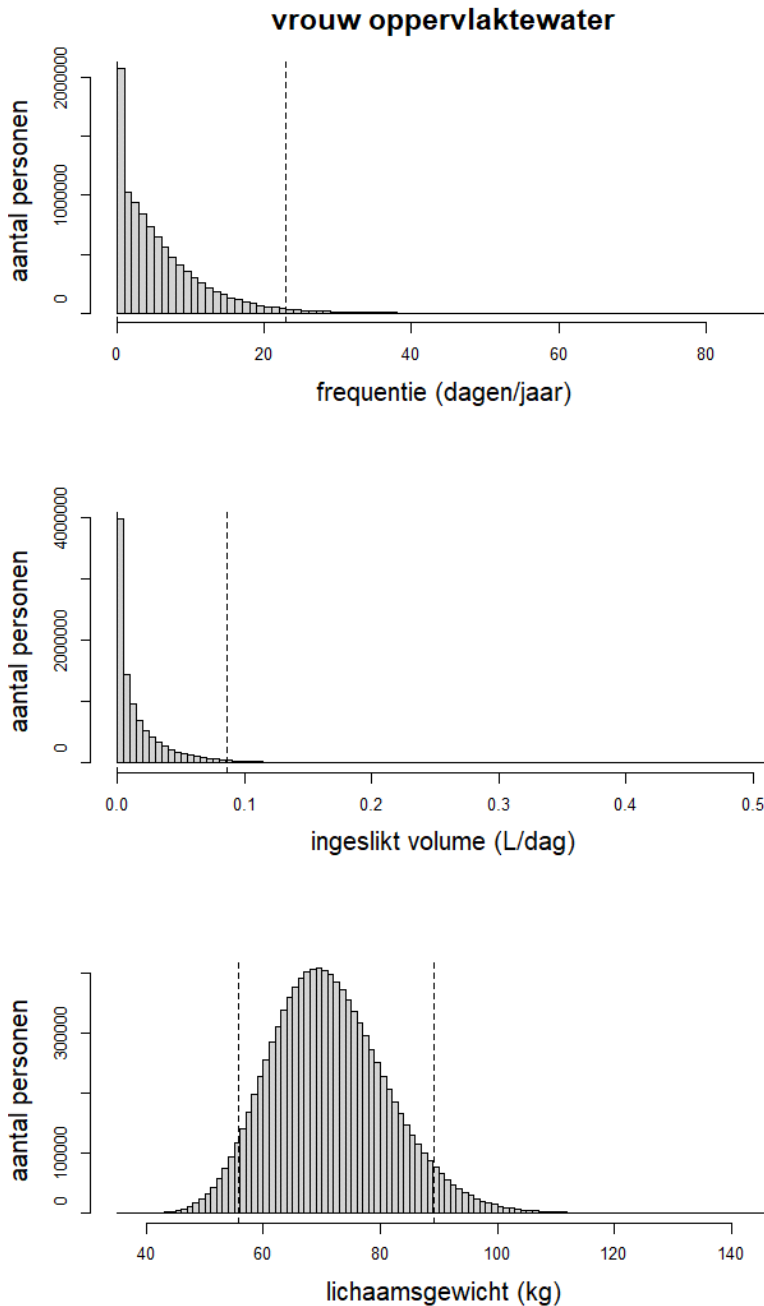 vrouw oppervlaktewater
aantal personen
0 1000000 2000000
0 20 40 60 80
frequentie (dagen/jaar)
aantal personen
0 2000000 4000000
0.0 0.1 0.2 0.3 0.4 0.5
ingeslikt volume (L/dag)
aantal personen
0 100000 300000
40 60 80 100 120 140
lichaamsgewicht (kg)